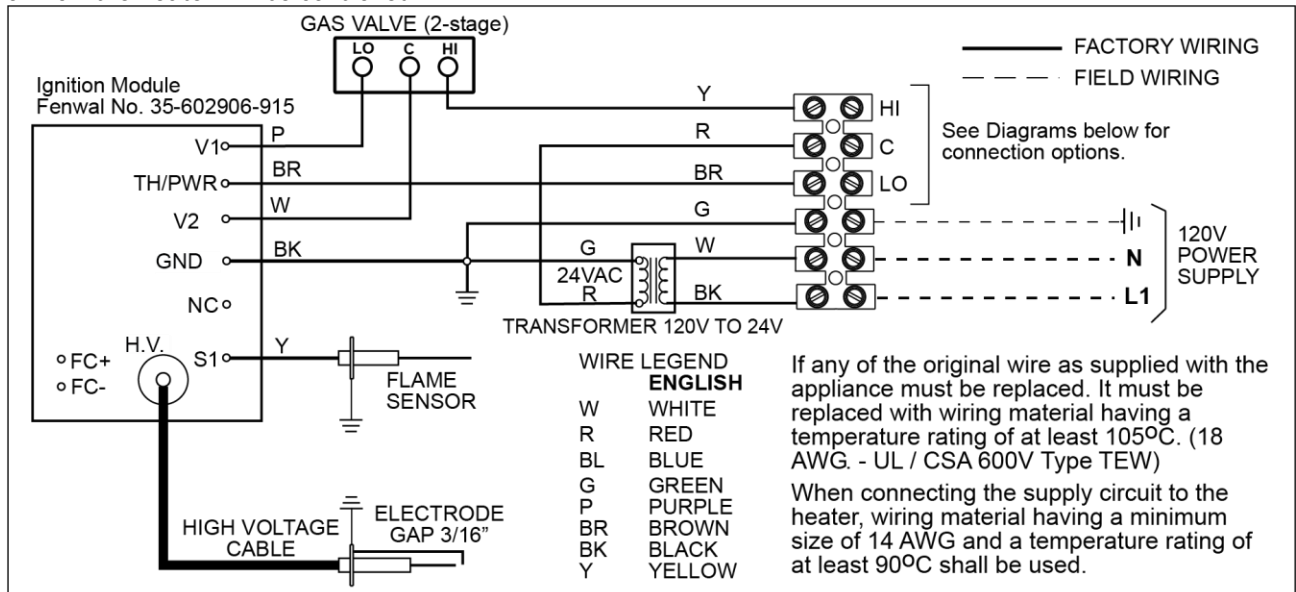 GAS VALVE (2-stage)
LO C HI
Ignition Module
Fenwal No. 35-602906-915
V1
P
TH/PWR
BR
V2
W
GND
BK
NC
FC+
FC-
H.V.
S1
Y
FLAME
SENSOR
HIGH VOLTAGE
CABLE
ELECTRODE
GAP 3/16"
Y
R
BR
G
W
BK
G
24VAC
R
TRANSFORMER 120V TO 24V
HI
C
LO
See Diagrams below for
connection options.
FACTORY WIRING
FIELD WIRING
N
L1
120V
POWER
SUPPLY
WIRE LEGEND
ENGLISH
W WHITE
R RED
BL BLUE
G GREEN
P PURPLE
BR BROWN
BK BLACK
Y YELLOW
If any of the original wire as supplied with the
appliance must be replaced. It must be
replaced with wiring material having a
temperature rating of at least 105ºC. (18
AWG. - UL / CSA 600V Type TEW)
When connecting the supply circuit to the
heater, wiring material having a minimum
size of 14 AWG and a temperature rating of
at least 90ºC shall be used.